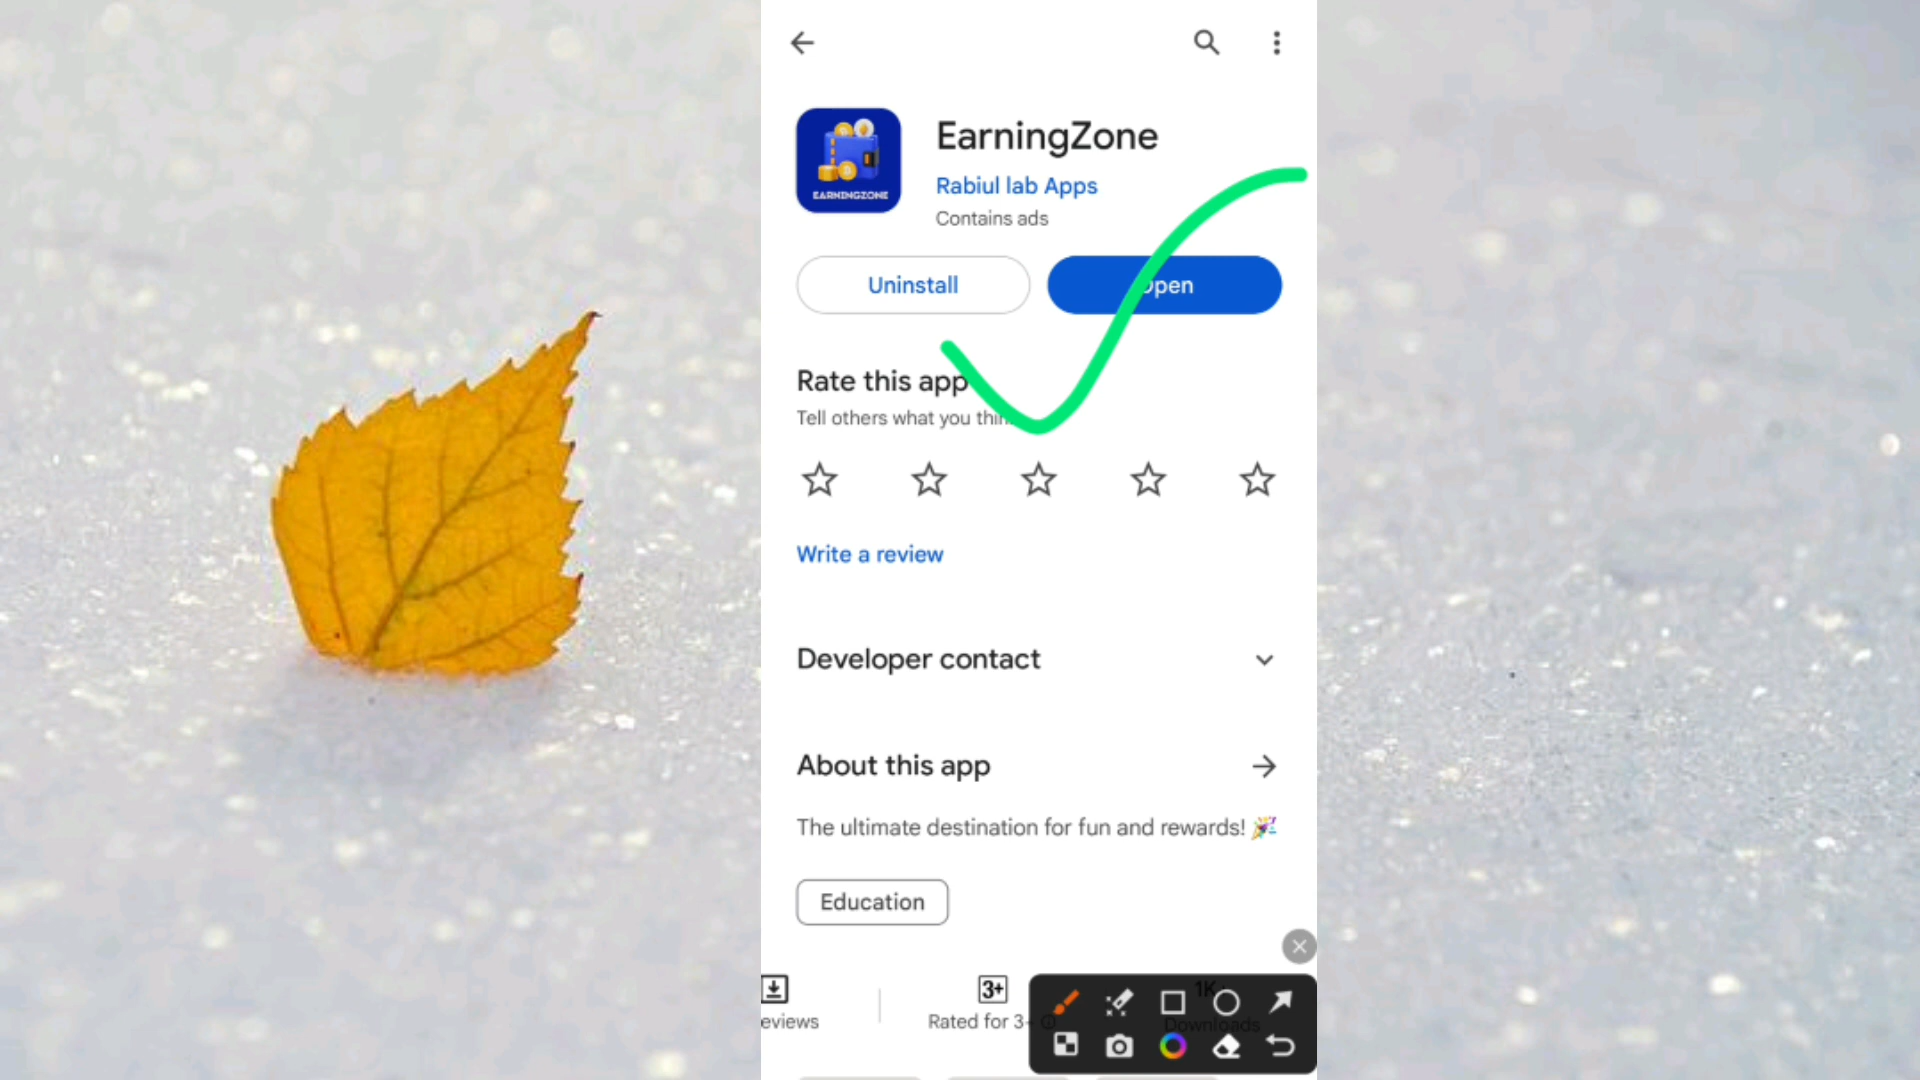 EarningZone
EARNINGZONE
Rabiul lab Apps
Contains ads
Uninstall
Open
Rate this app
Tell others what you think
Write a review
Developer contact
About this app
The ultimate destination for fun and rewards! 🎉
Education
3+
1K+
eviews
Rated for 3+
Downloads